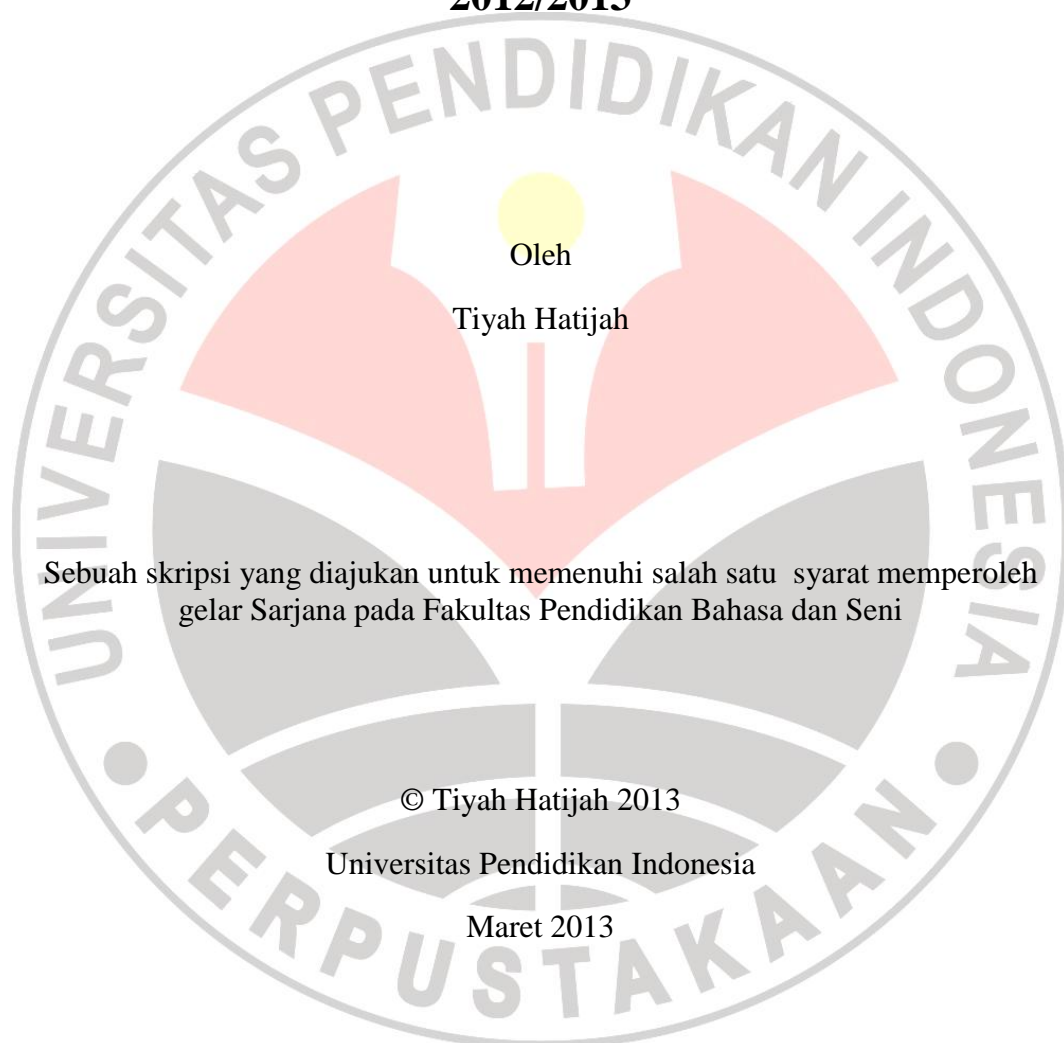 2012/2013
UNIVERSITAS PENDIDIKAN INDONESIA
Oleh
Tiyah Hatijah
Sebuah skripsi yang diajukan untuk memenuhi salah satu syarat memperoleh
gelar Sarjana pada Fakultas Pendidikan Bahasa dan Seni
© Tiyah Hatijah 2013
Universitas Pendidikan Indonesia
Maret 2013
PERPUSTAKAAN